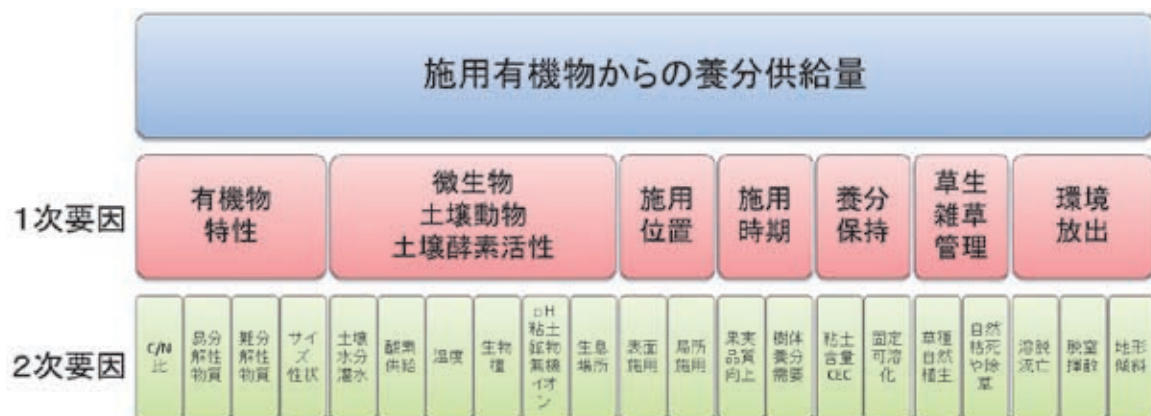 施用有機物からの養分供給量
1次要因
有機物
特性
微生物
土壌動物
土壌酵素活性
施用
位置
施用
時期
養分
保持
草生
雑草
管理
環境
放出
2次要因
C/N
比
易分
解性
物質
難分
解性
物質
サイ
ズ
性状
土壌
水分
灌水
酸素
供給
温度
生物
種
pH
粘土
鉱物
無機
イオ
ン
生息
場所
表面
施用
局所
施用
果実
品質
向上
樹体
養分
需要
粘土
含量
CEC
固定
可溶
化
草種
自然
植生
自然
枯死
や除
草
溶脱
流亡
脱窒
揮散
地形
傾斜